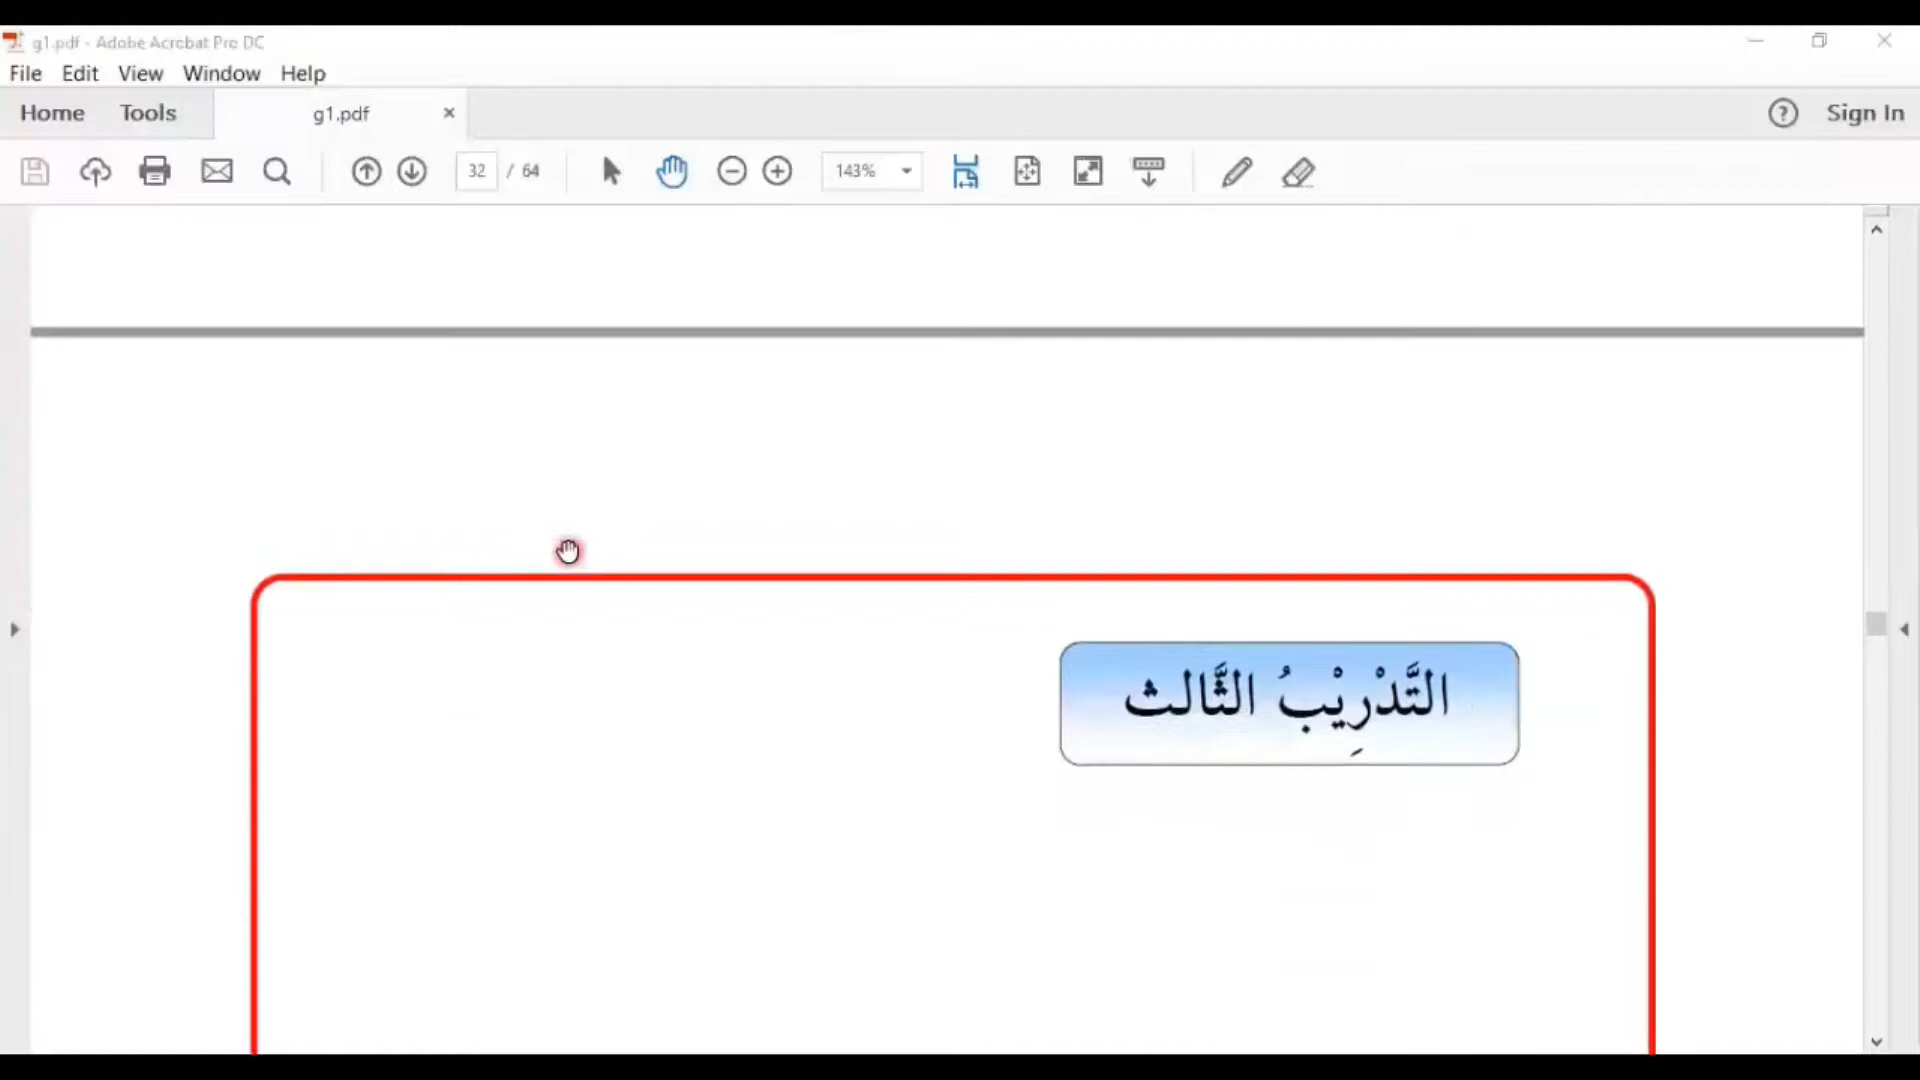 g1.pdf - Adobe Acrobat Pro DC
File Edit View Window Help
Home Tools g1.pdf × ? Sign In
32 / 64 143%
التَّدْرِيْبُ الثَّالث